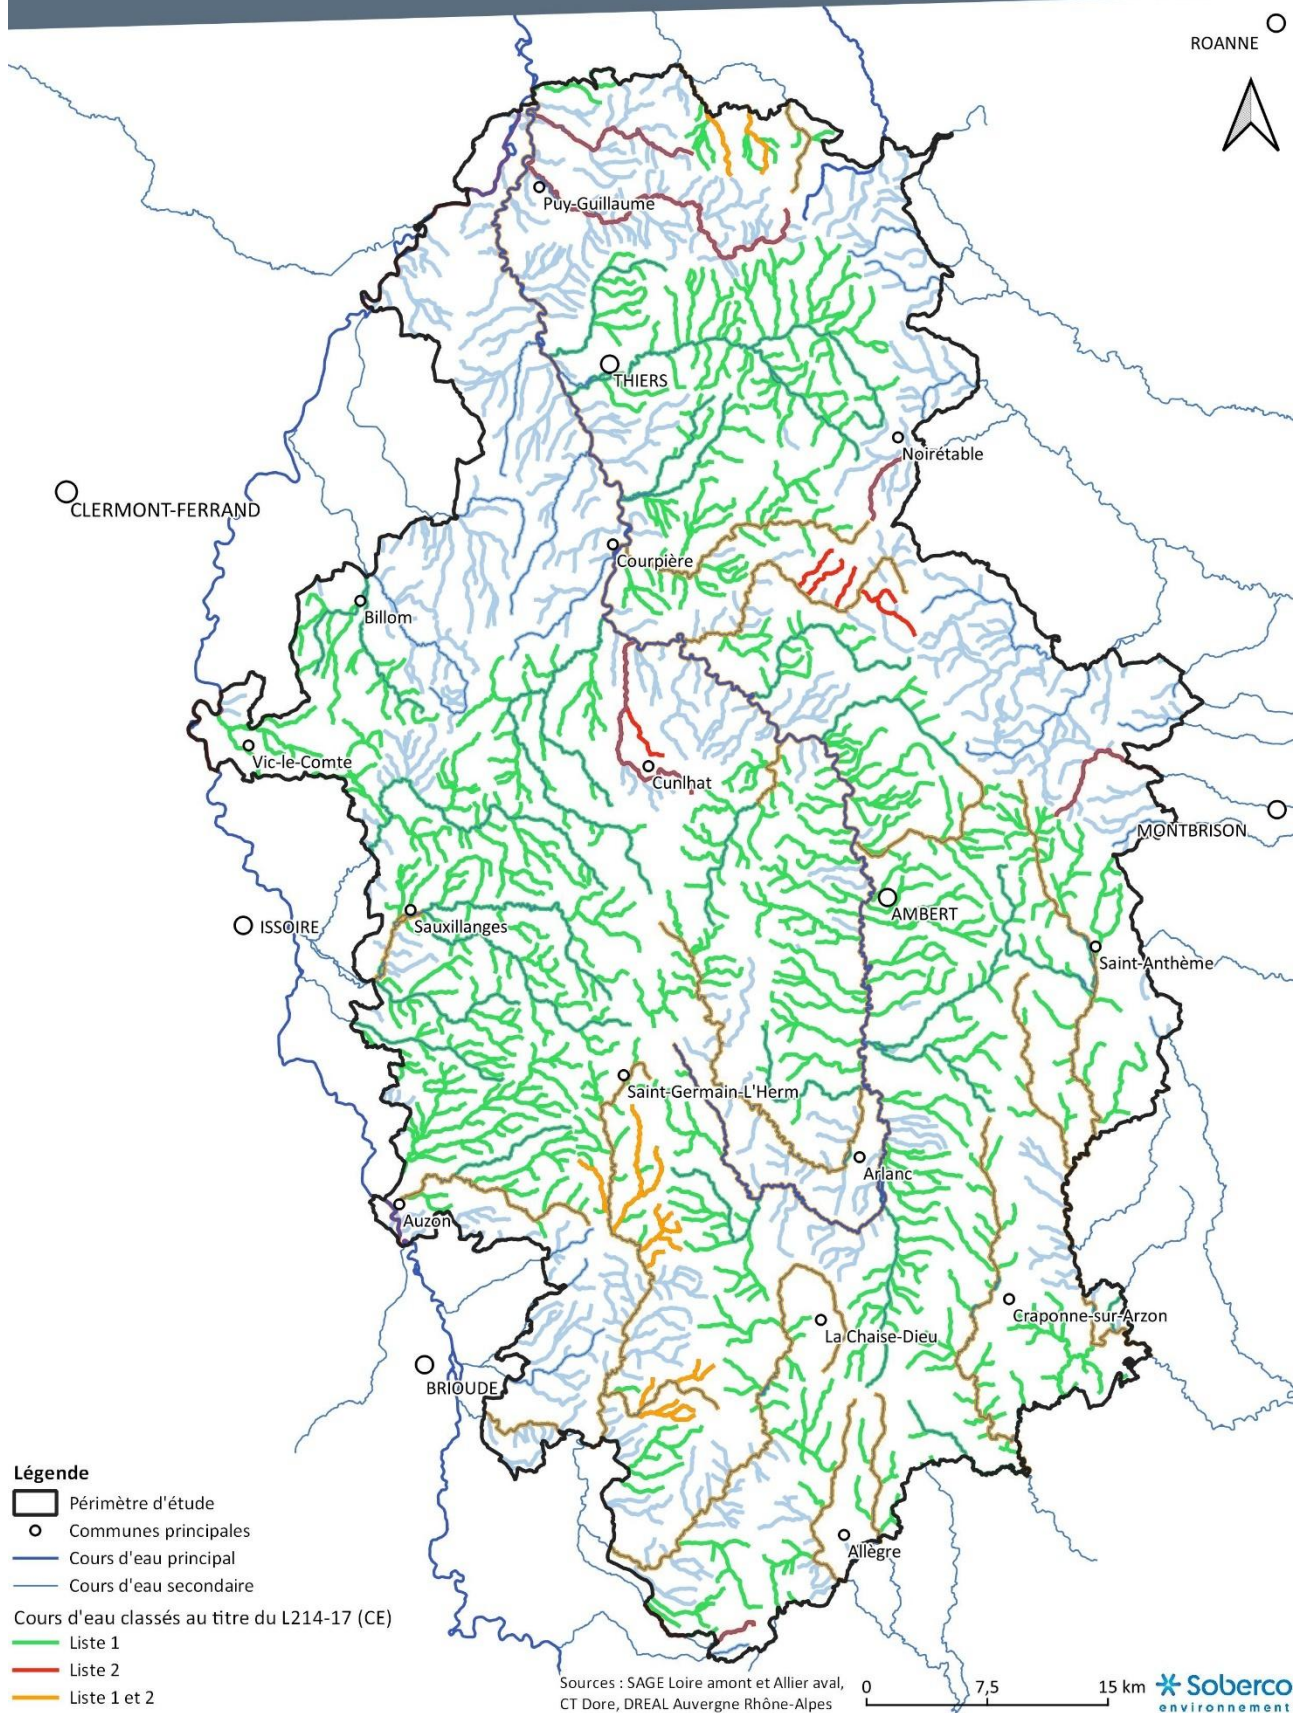 ROANNE
Puy-Guillaume
THIERS
Noirétable
CLERMONT-FERRAND
Courpière
Billom
Vic-le-Comte
Cunlhat
MONTBRISON
AMBERT
Sauxillanges
ISSOIRE
Saint-Anthème
Saint-Germain-L'Herm
Arlanc
Auzon
Craponne-sur-Arzon
La Chaise-Dieu
BRIOUDE
Allègre
Légende
Périmètre d'étude
Communes principales
Cours d'eau principal
Cours d'eau secondaire
Cours d'eau classés au titre du L214-17 (CE)
Liste 1
Liste 2
Liste 1 et 2
Sources : SAGE Loire amont et Allier aval,
CT Dore, DREAL Auvergne Rhône-Alpes
0 7,5 15 km
Soberco
environnement